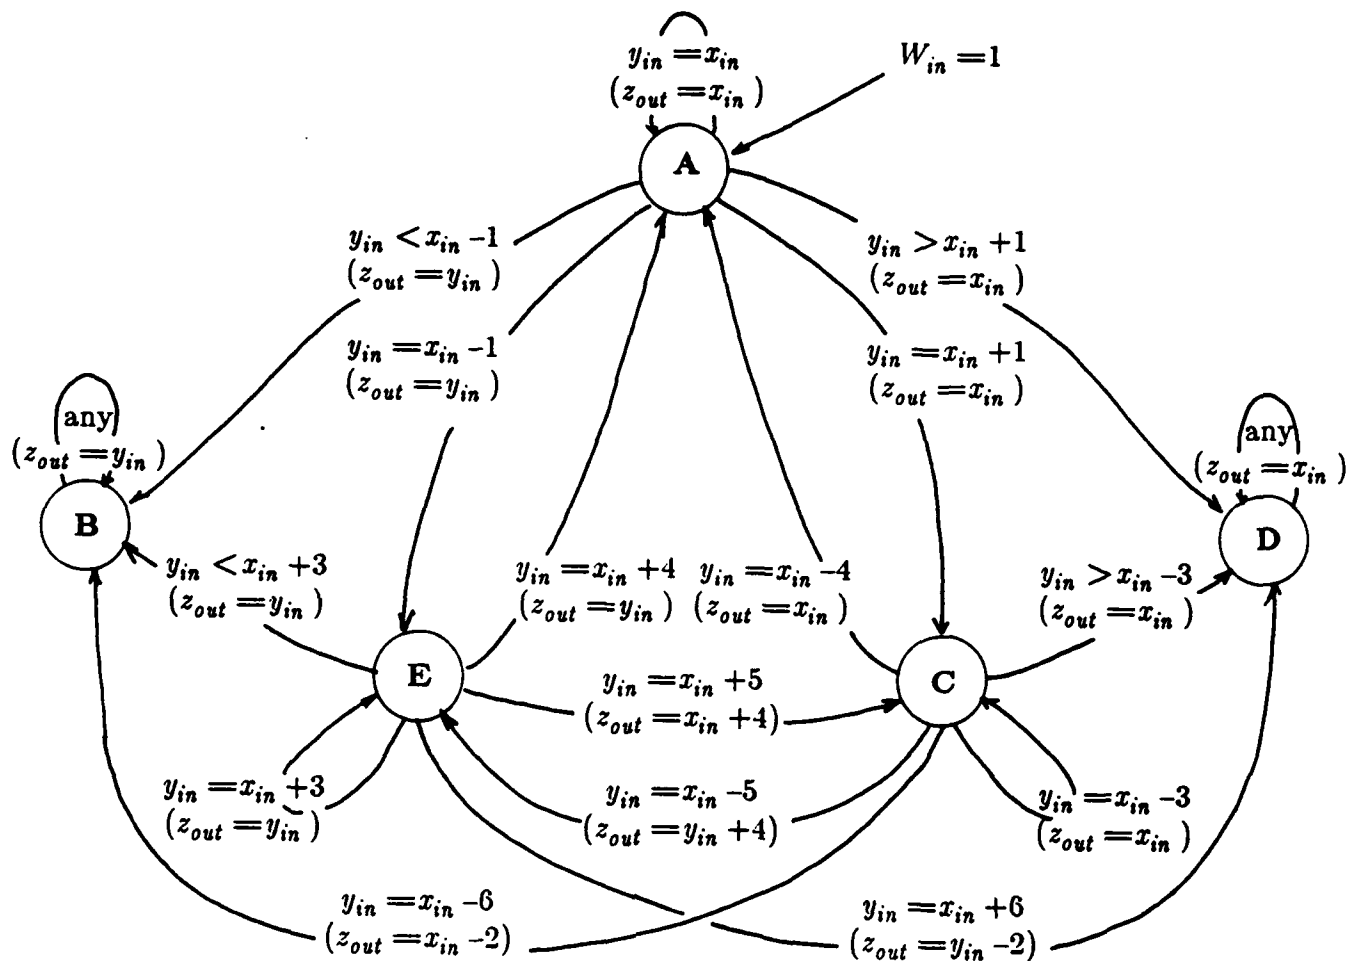 y_in = x_in
(z_out = x_in)
W_in = 1
A
y_in < x_in -1
(z_out = y_in)
y_in > x_in +1
(z_out = x_in)
y_in = x_in -1
(z_out = y_in)
y_in = x_in +1
(z_out = x_in)
any
(z_out = y_in)
any
(z_out = x_in)
B
D
y_in < x_in +3
(z_out = y_in)
y_in = x_in +4
(z_out = y_in)
y_in = x_in -4
(z_out = x_in)
y_in > x_in -3
(z_out = x_in)
E
C
y_in = x_in +5
(z_out = x_in +4)
y_in = x_in +3
(z_out = y_in)
y_in = x_in -5
(z_out = y_in +4)
y_in = x_in -3
(z_out = x_in)
y_in = x_in -6
(z_out = x_in -2)
y_in = x_in +6
(z_out = y_in -2)